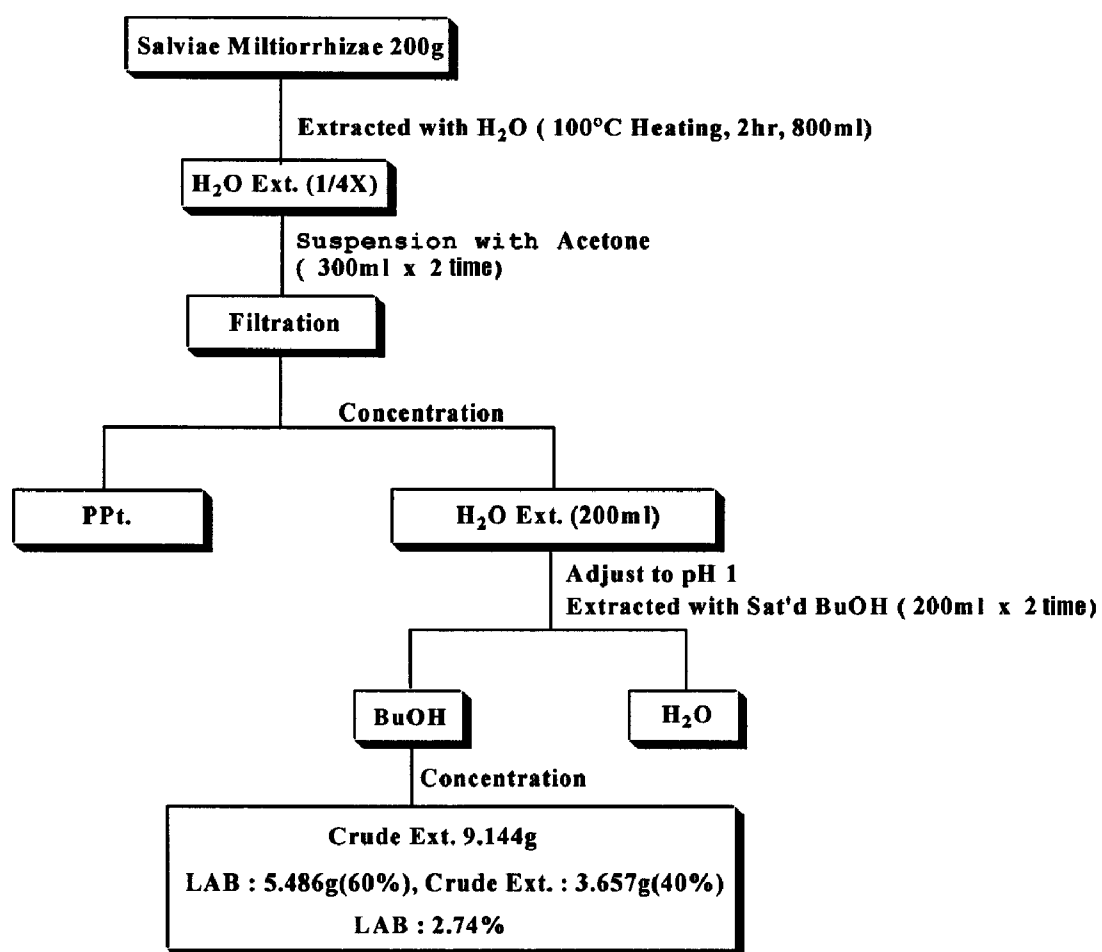 Salviae Miltiorrhizae 200g
Extracted with H₂O ( 100°C Heating, 2hr, 800ml)
H₂O Ext. (1/4X)
Suspension with Acetone
( 300ml x 2 time)
Filtration
Concentration
PPt.
H₂O Ext. (200ml)
Adjust to pH 1
Extracted with Sat'd BuOH ( 200ml x 2 time)
BuOH
H₂O
Concentration
Crude Ext. 9.144g
LAB : 5.486g(60%), Crude Ext. : 3.657g(40%)
LAB : 2.74%